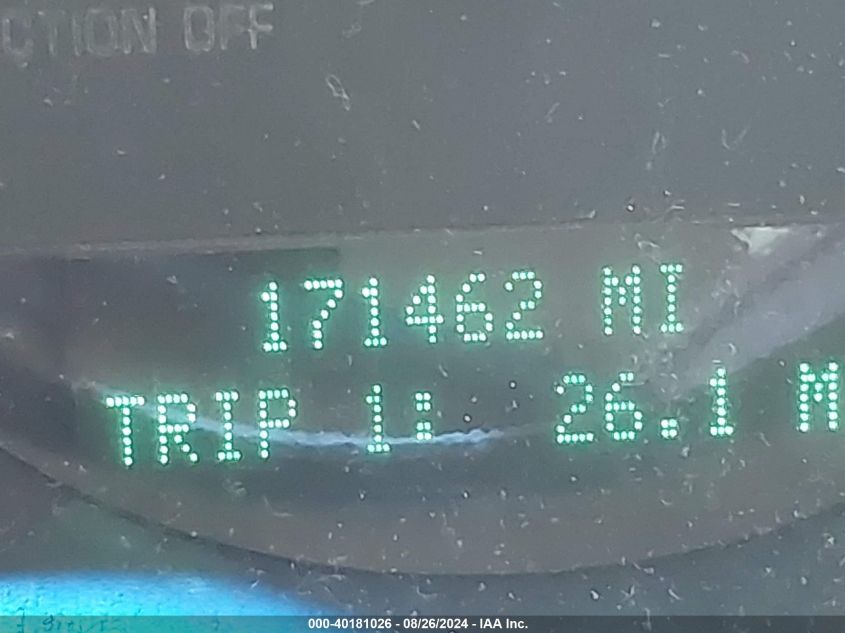 CTION OFF
171462 MI
TRIP 1: 26.1 M
000-40181026 - 08/26/2024 - IAA Inc.